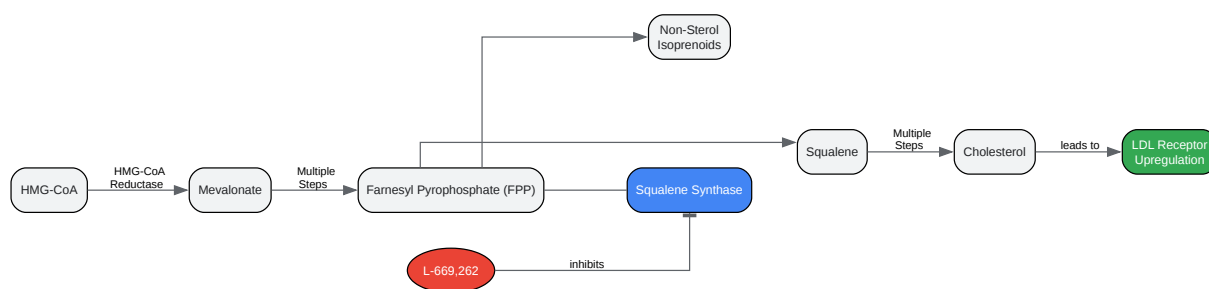 Non-Sterol
Isoprenoids
HMG-CoA
HMG-CoA
Reductase
Mevalonate
Multiple
Steps
Farnesyl Pyrophosphate (FPP)
Squalene Synthase
Squalene
Multiple
Steps
Cholesterol
leads to
LDL Receptor
Upregulation
L-669,262
inhibits